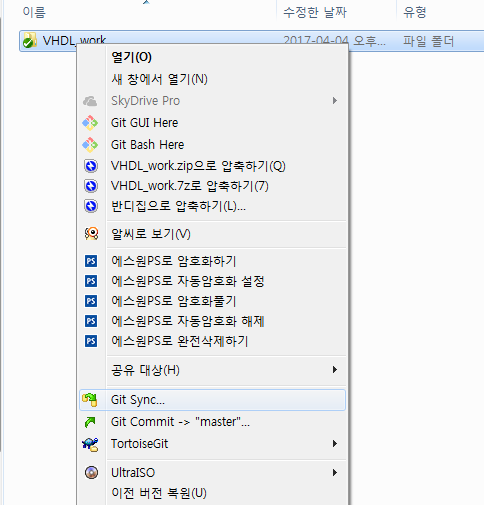 이름 수정한 날짜 유형
VHDL_work 2017-04-04 오후... 파일 폴더
열기(O)
새 창에서 열기(N)
SkyDrive Pro
Git GUI Here
Git Bash Here
VHDL_work.zip으로 압축하기(Q)
VHDL_work.7z로 압축하기(7)
반디집으로 압축하기(L)...
알씨로 보기(V)
PS 에스원PS로 암호화하기
PS 에스원PS로 자동암호화 설정
PS 에스원PS로 암호화풀기
PS 에스원PS로 자동암호화 해제
PS 에스원PS로 완전삭제하기
공유 대상(H)
Git Sync...
Git Commit -> "master"...
TortoiseGit
UltraISO
이전 버전 복원(U)